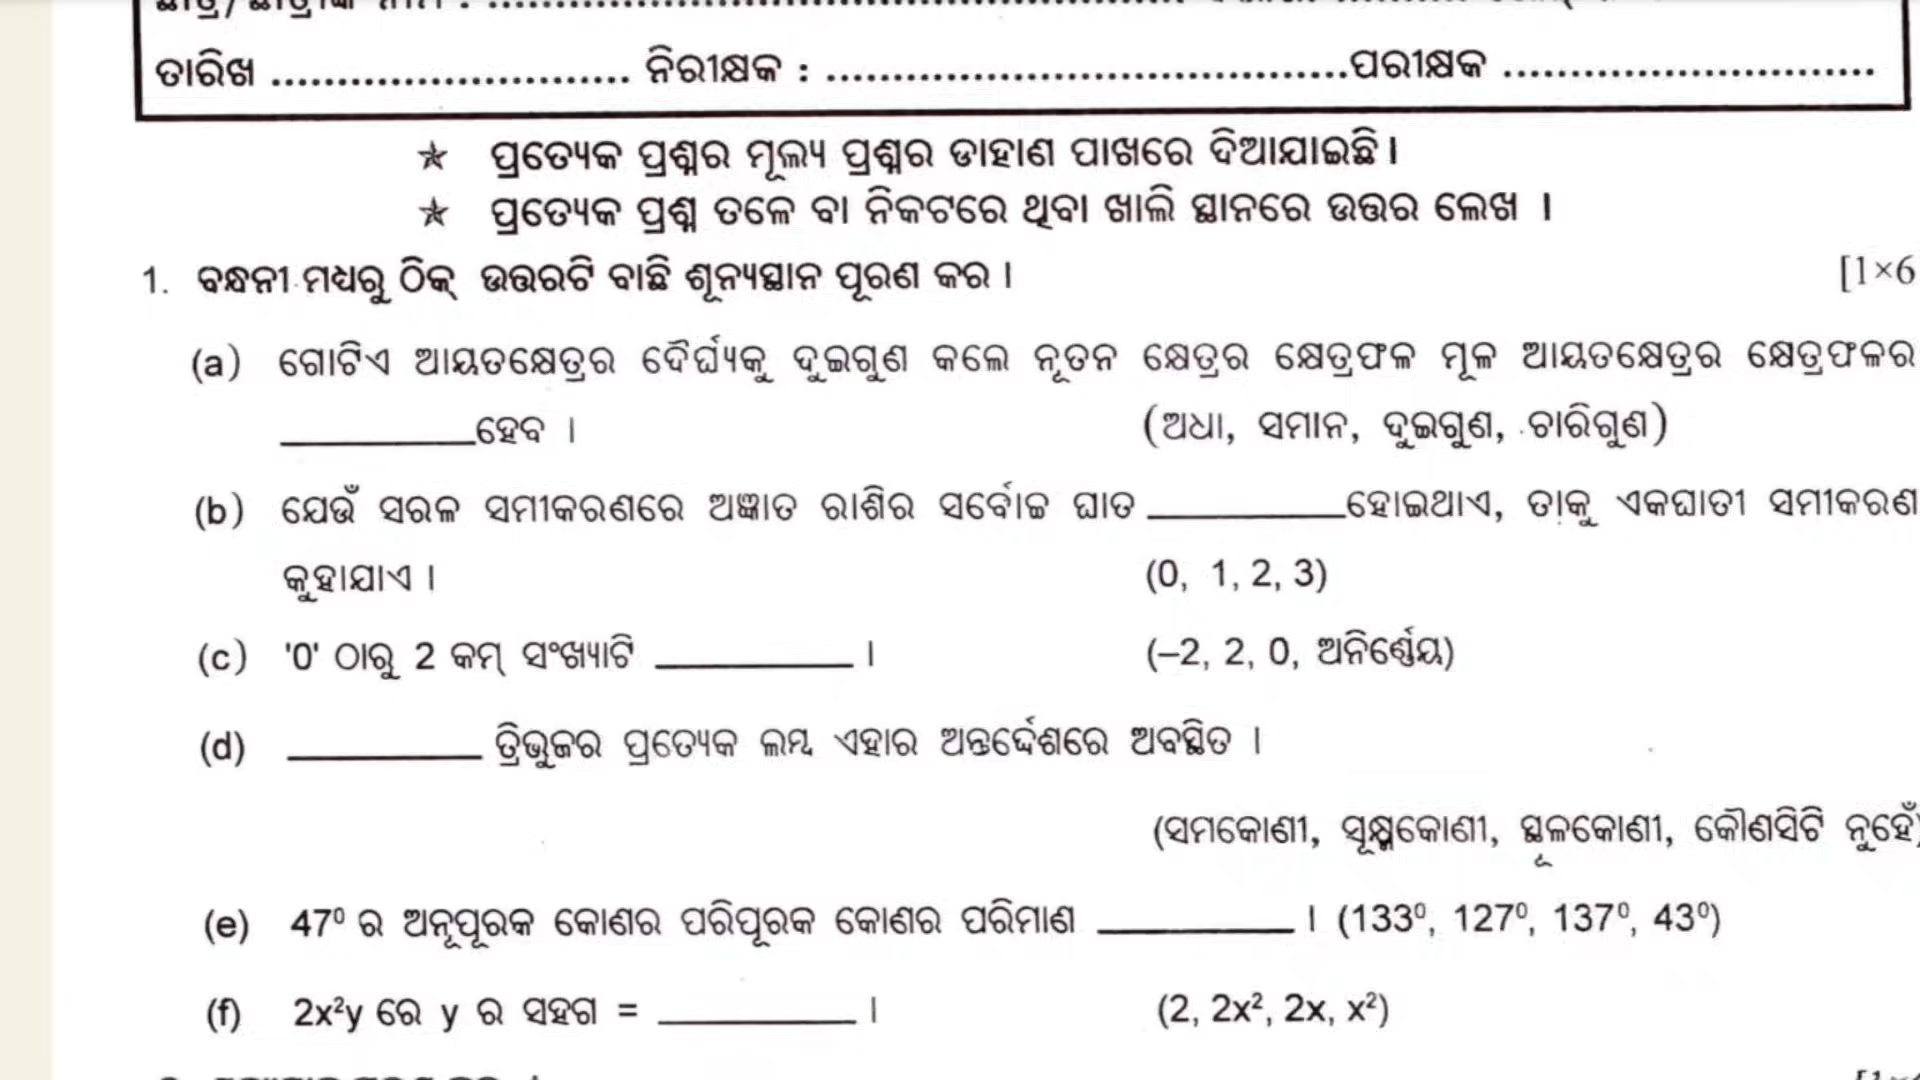 ତାରିଖ ............................ ନିରୀକ୍ଷକ : ........................................ପରୀକ୍ଷକ ............................
★ ପ୍ରତ୍ୟେକ ପ୍ରଶ୍ନର ମୂଲ୍ୟ ପ୍ରଶ୍ନର ଡାହାଣ ପାଖରେ ଦିଆଯାଇଛି ।
★ ପ୍ରତ୍ୟେକ ପ୍ରଶ୍ନ ତଳେ ବା ନିକଟରେ ଥିବା ଖାଲି ସ୍ଥାନରେ ଉତ୍ତର ଲେଖ ।
1. ବନ୍ଧନୀ ମଧ୍ୟରୁ ଠିକ୍ ଉତ୍ତରଟି ବାଛି ଶୂନ୍ୟସ୍ଥାନ ପୂରଣ କର । [1×6
(a) ଗୋଟିଏ ଆୟତକ୍ଷେତ୍ରର ଦୈର୍ଘ୍ୟକୁ ଦୁଇଗୁଣ କଲେ ନୂତନ କ୍ଷେତ୍ରର କ୍ଷେତ୍ରଫଳ ମୂଳ ଆୟତକ୍ଷେତ୍ରର କ୍ଷେତ୍ରଫଳର
__________ହେବ । (ଅଧା, ସମାନ, ଦୁଇଗୁଣ, ଚାରିଗୁଣ)
(b) ଯେଉଁ ସରଳ ସମୀକରଣରେ ଅଜ୍ଞାତ ରାଶିର ସର୍ବୋଚ୍ଚ ଘାତ __________ହୋଇଥାଏ, ତାକୁ ଏକଘାତୀ ସମୀକରଣ
କୁହାଯାଏ । (0, 1, 2, 3)
(c) '0' ଠାରୁ 2 କମ୍ ସଂଖ୍ୟାଟି __________ । (–2, 2, 0, ଅନିର୍ଣ୍ଣେୟ)
(d) __________ ତ୍ରିଭୁଜର ପ୍ରତ୍ୟେକ ଲମ୍ବ ଏହାର ଅନ୍ତର୍ଦ୍ଦେଶରେ ଅବସ୍ଥିତ ।
(ସମକୋଣୀ, ସୂକ୍ଷ୍ମକୋଣୀ, ସ୍ଥୂଳକୋଣୀ, କୌଣସିଟି ନୁହେଁ)
(e) 47⁰ ର ଅନୁପୂରକ କୋଣର ପରିପୂରକ କୋଣର ପରିମାଣ __________ । (133⁰, 127⁰, 137⁰, 43⁰)
(f) 2x²y ରେ y ର ସହଗ = __________ । (2, 2x², 2x, x²)